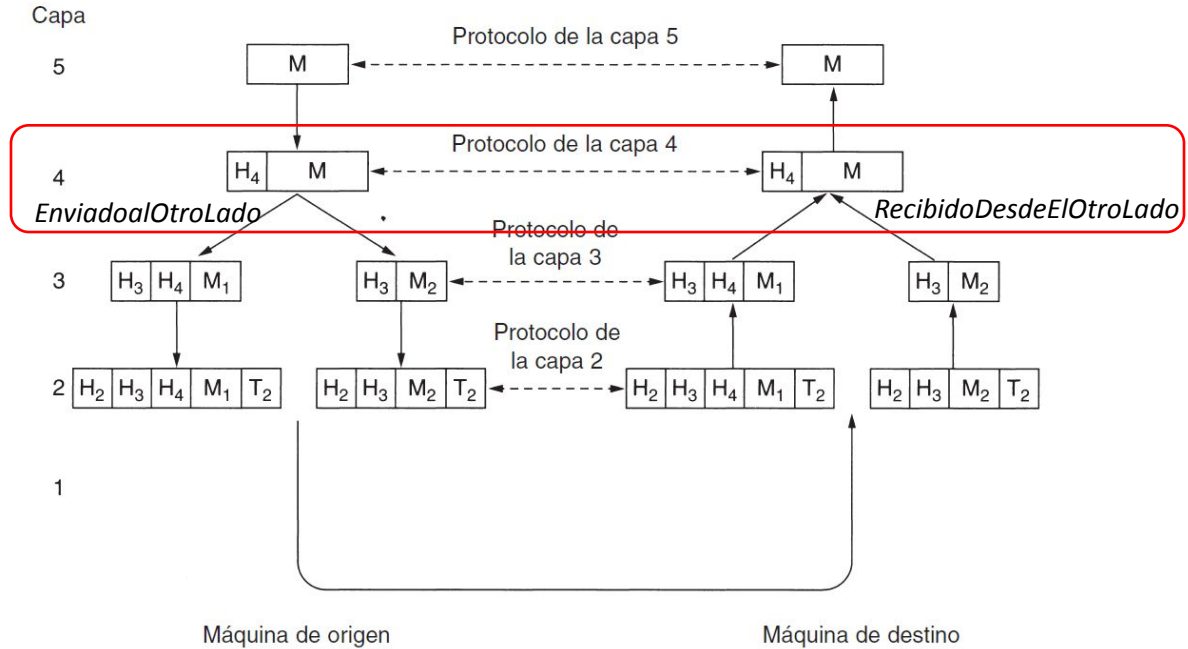 Capa
5 M Protocolo de la capa 5 M
4 H₄ M Protocolo de la capa 4 H₄ M
EnviadoalOtroLado RecibidoDesdeElOtroLado
3 H₃ H₄ M₁ H₃ M₂ Protocolo de H₃ H₄ M₁ H₃ M₂
la capa 3
2 H₂ H₃ H₄ M₁ T₂ H₂ H₃ M₂ T₂ Protocolo de H₂ H₃ H₄ M₁ T₂ H₂ H₃ M₂ T₂
la capa 2
1
Máquina de origen Máquina de destino